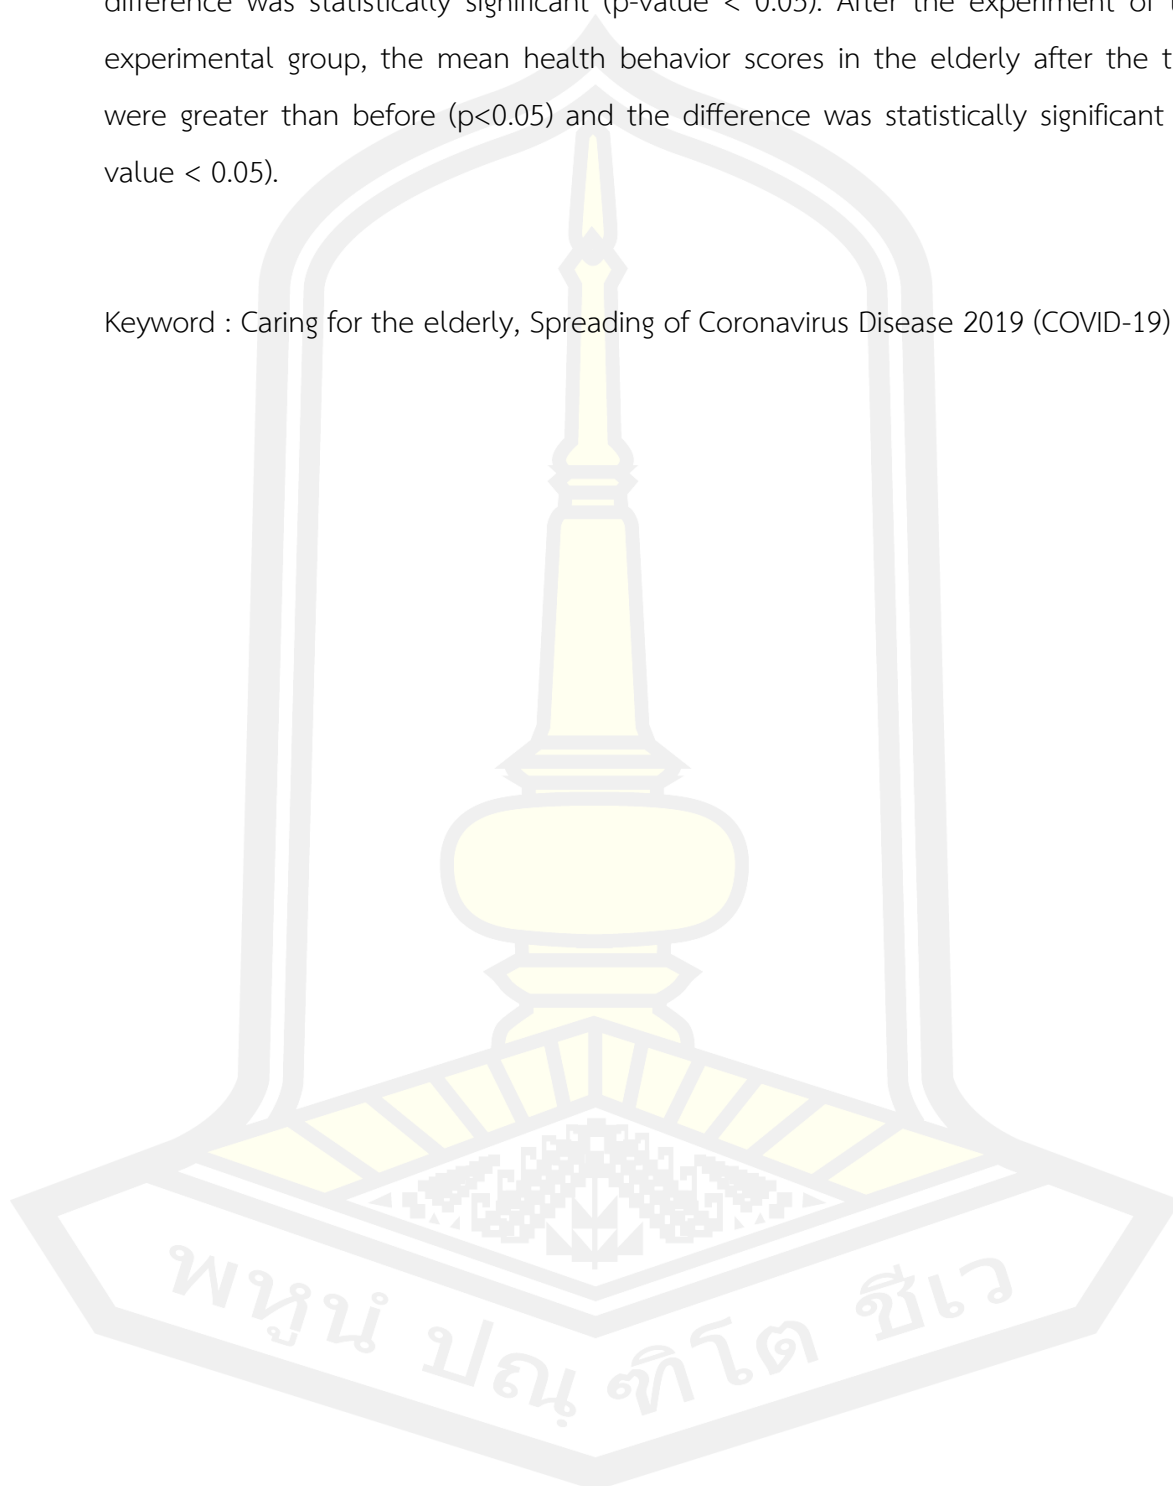 difference was statistically significant (p-value < 0.05). After the experiment of
experimental group, the mean health behavior scores in the elderly after the
were greater than before (p<0.05) and the difference was statistically significant
value < 0.05).
Keyword : Caring for the elderly, Spreading of Coronavirus Disease 2019 (COVID-19)
พหูนํ ปณฺฑิโต ชีเว